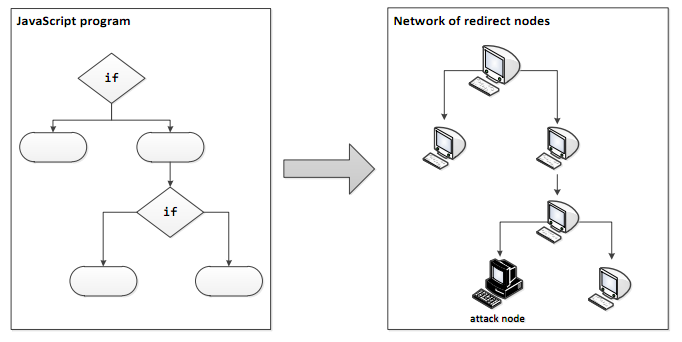 JavaScript program
Network of redirect nodes
if
if
attack node